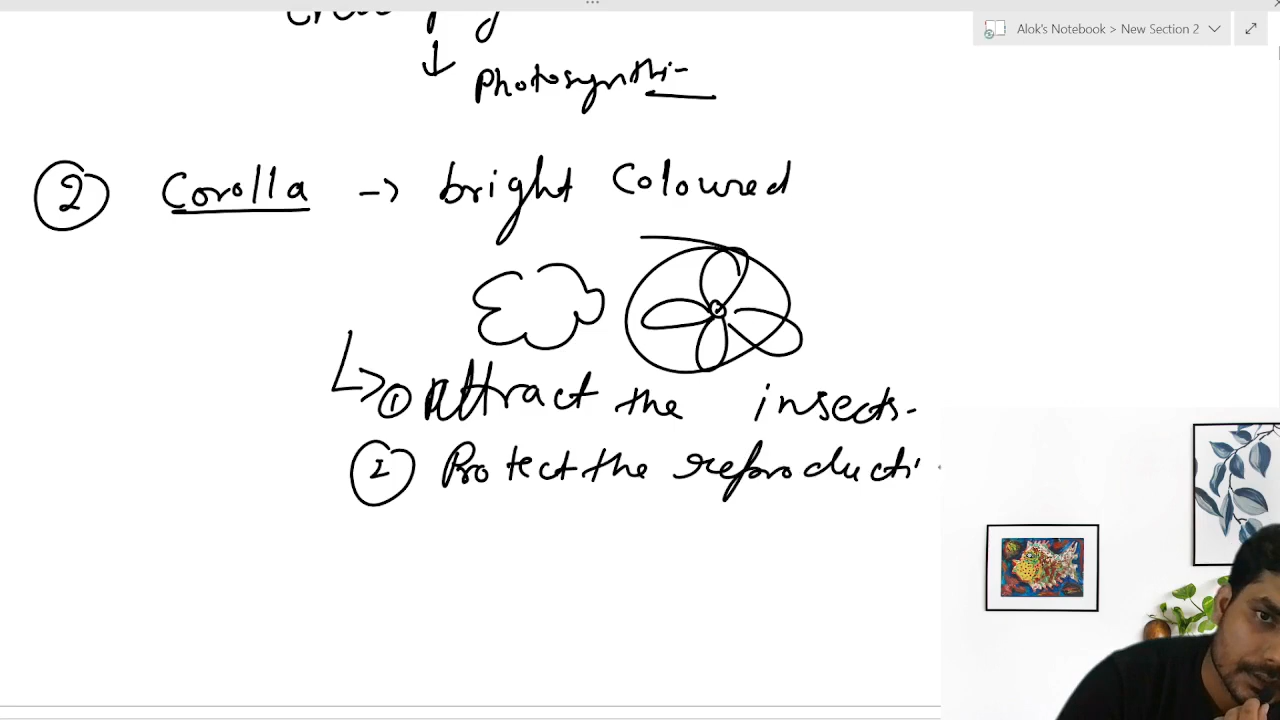 Alok's Notebook > New Section 2
↓
Photosynthi-
② Corolla -> bright Coloured
↳ ① Attract the insects.
② Protect the reproducti